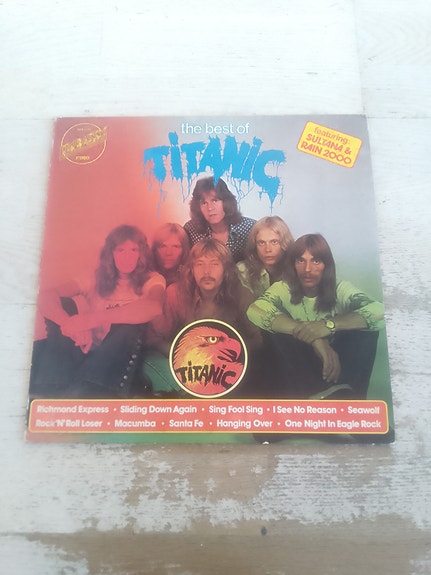 the best of
TITANIC
featuring:
SULTANA &
RAIN 2000
TITANIC
Richmond Express • Sliding Down Again • Sing Fool Sing • I See No Reason • Seawolf
Rock'N'Roll Loser • Macumba • Santa Fe • Hanging Over • One Night In Eagle Rock